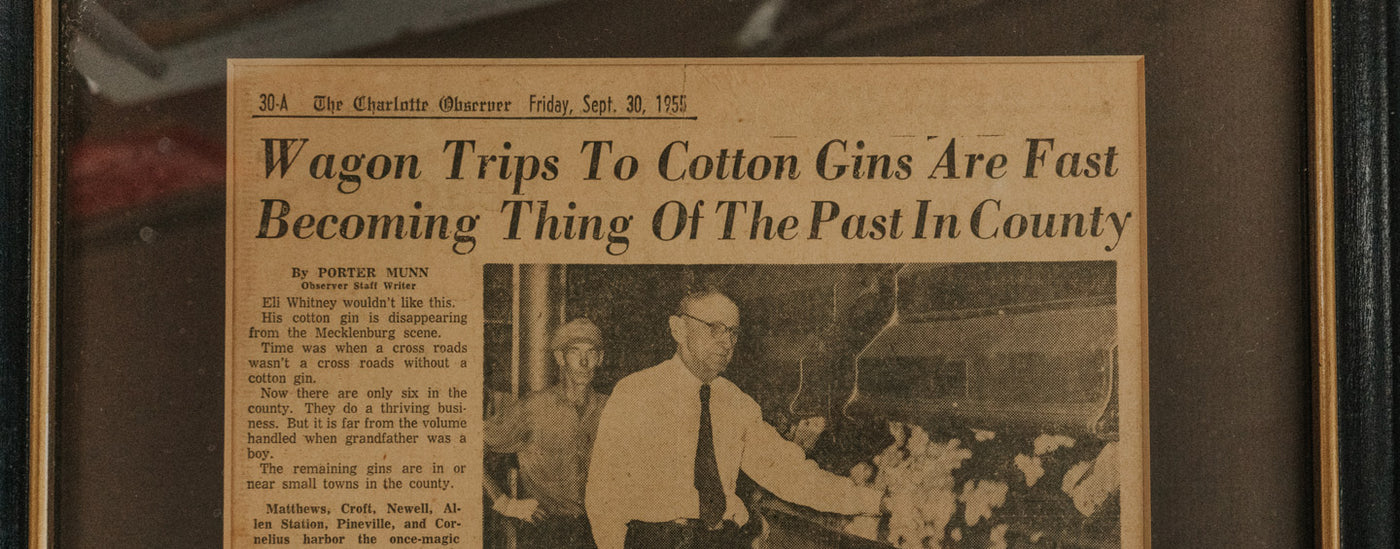 30-A The Charlotte Observer Friday, Sept. 30, 1955
Wagon Trips To Cotton Gins Are Fast
Becoming Thing Of The Past In County
By PORTER MUNN
Observer Staff Writer
Eli Whitney wouldn't like this.
His cotton gin is disappearing
from the Mecklenburg scene.
Time was when a cross roads
wasn't a cross roads without a
cotton gin.
Now there are only six in the
county. They do a thriving busi-
ness. But it is far from the volume
handled when grandfather was a
boy.
The remaining gins are in or
near small towns in the county.
Matthews, Croft, Newell, Al-
len Station, Pineville, and Cor-
nelius harbor the once-magic